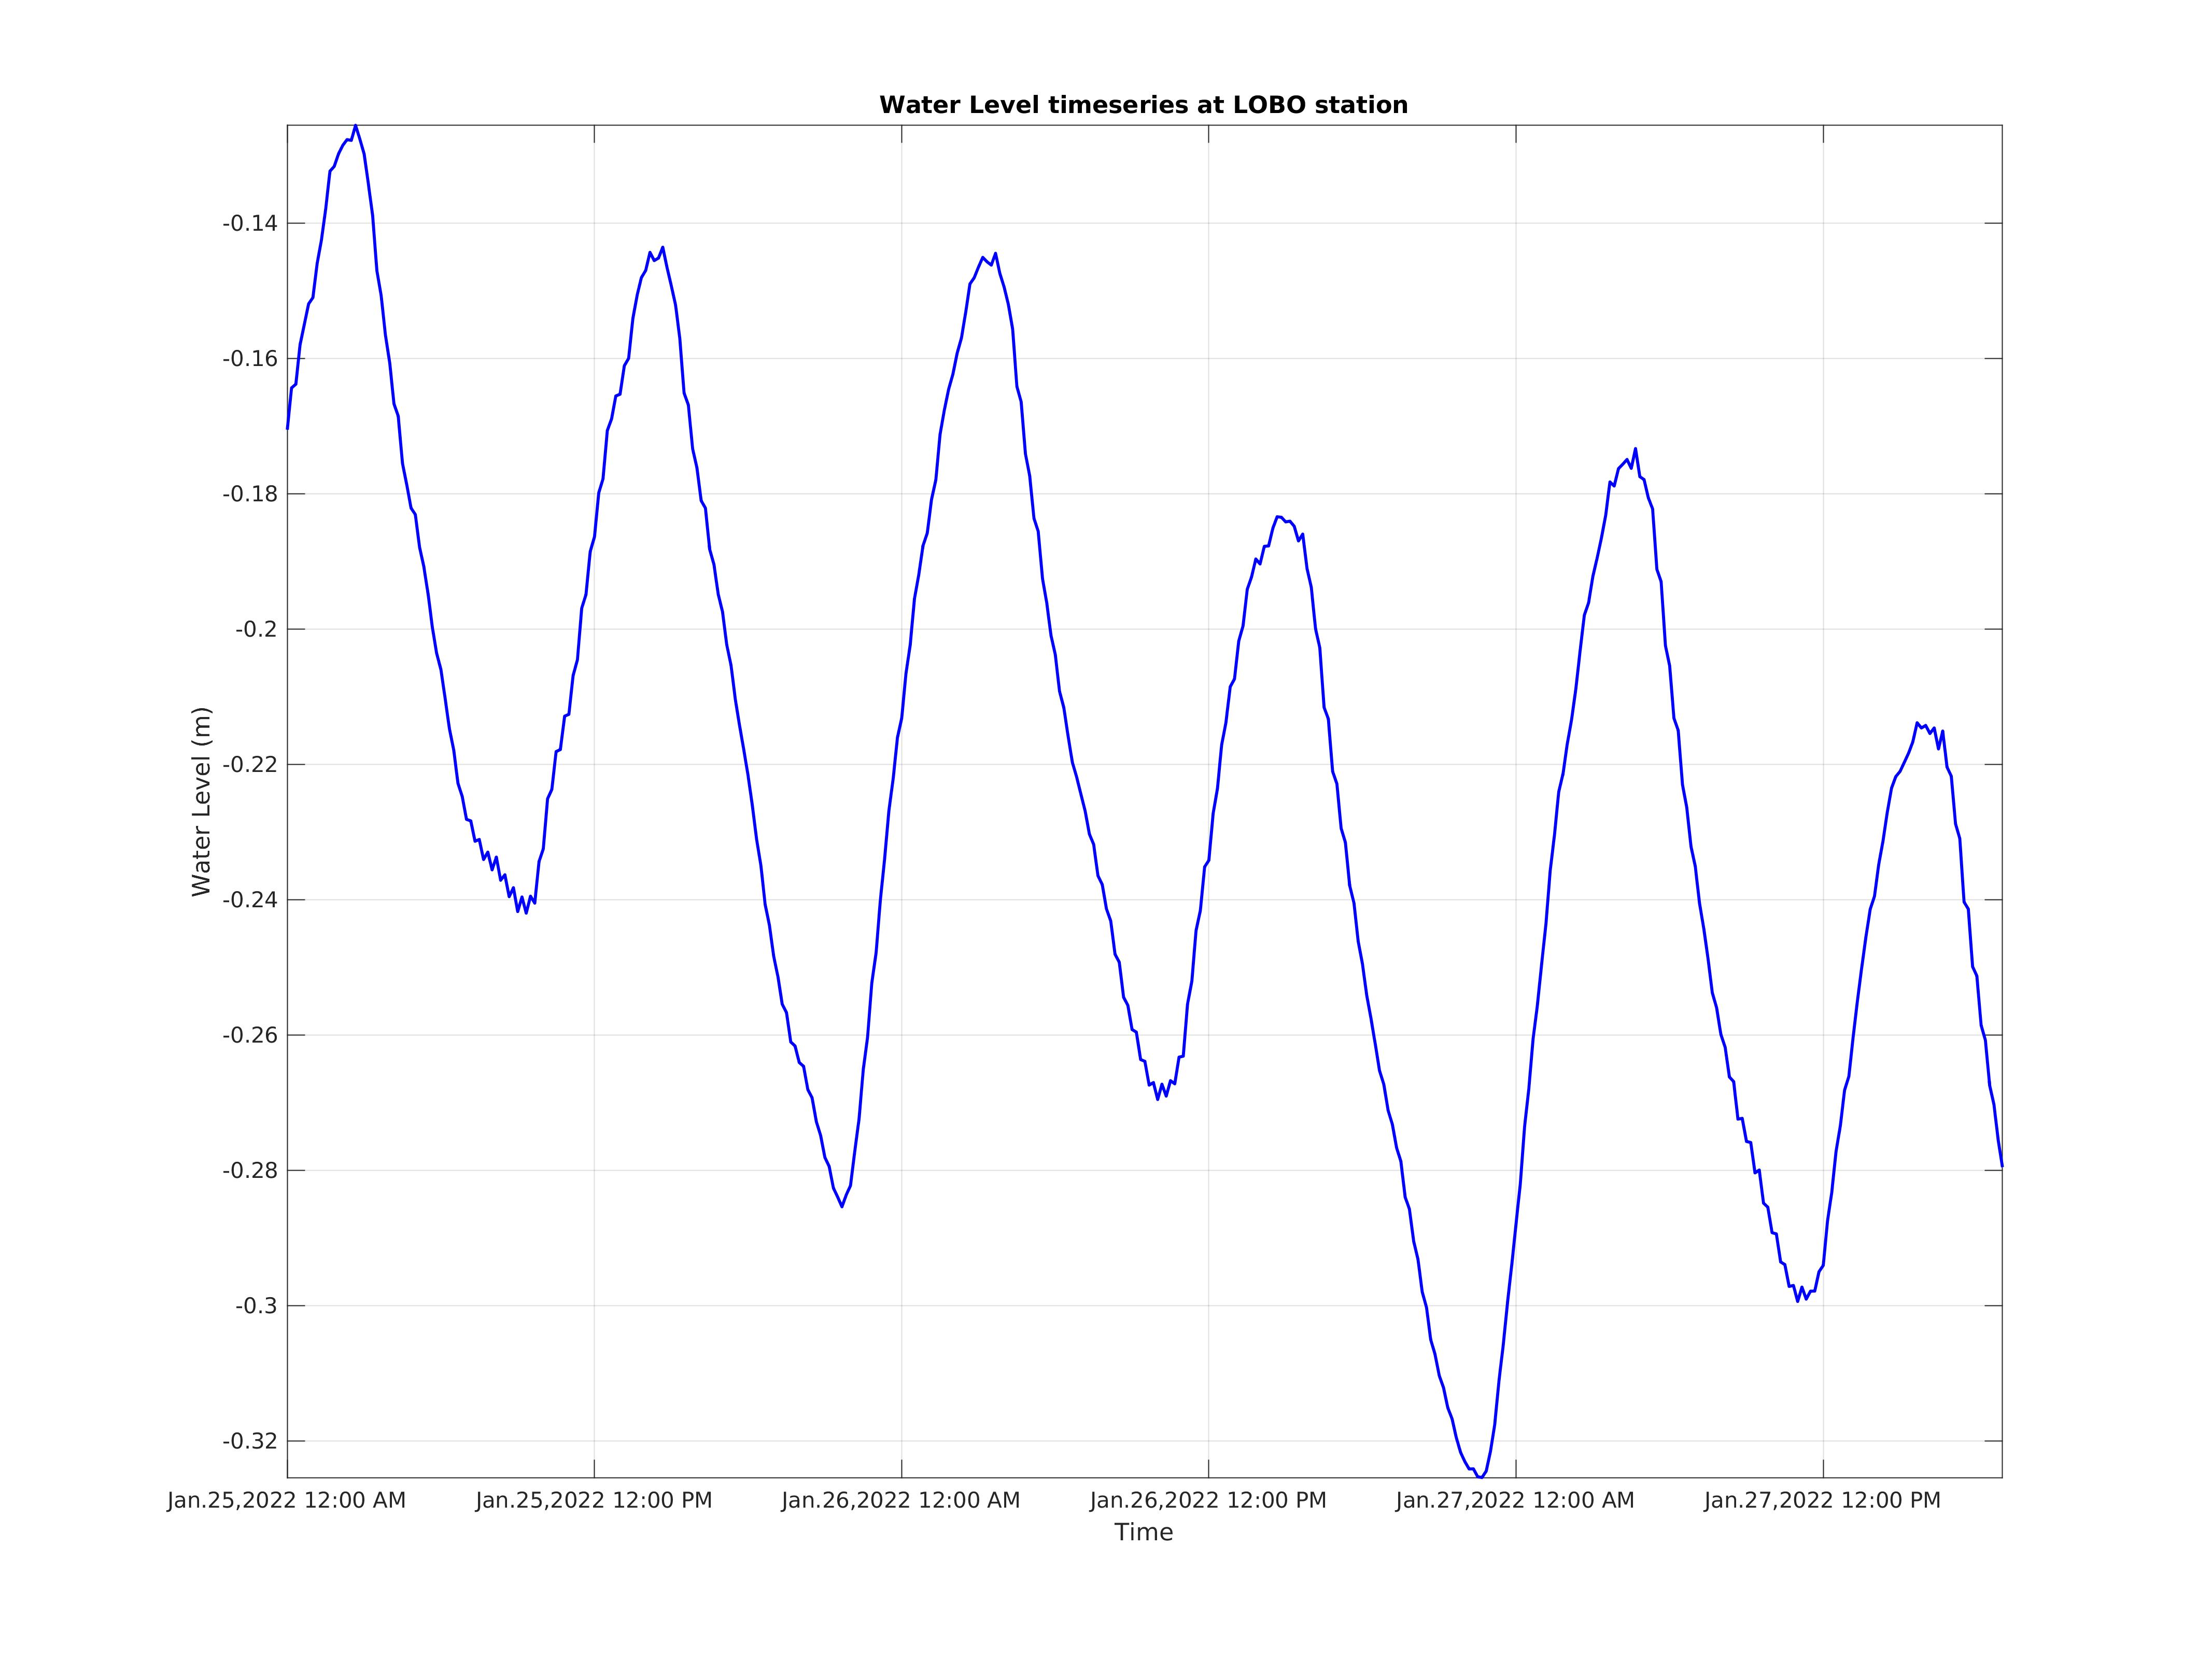 Water Level timeseries at LOBO station
-0.14
-0.16
-0.18
-0.2
-0.22
-0.24
-0.26
-0.28
-0.3
-0.32
Water Level (m)
Jan.25,2022 12:00 AM
Jan.25,2022 12:00 PM
Jan.26,2022 12:00 AM
Jan.26,2022 12:00 PM
Jan.27,2022 12:00 AM
Jan.27,2022 12:00 PM
Time